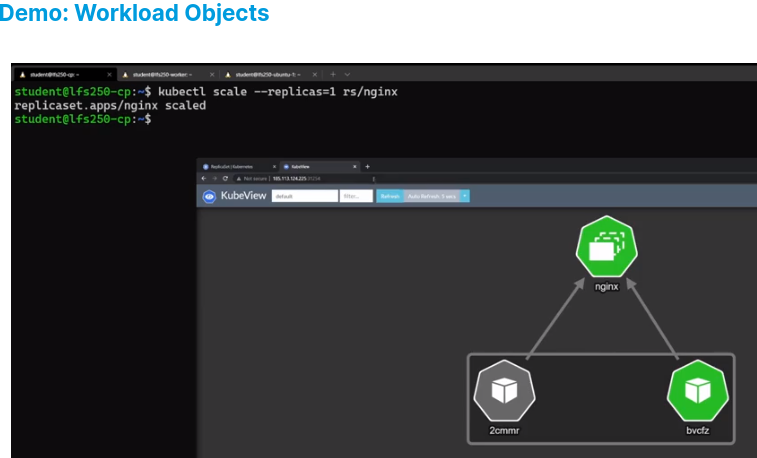 Demo: Workload Objects
student@lfs250-cp: ~ × student@lfs250-worker: ~ × student@lfs250-ubuntu-1: ~ × + ˅
student@lfs250-cp:~$ kubectl scale --replicas=1 rs/nginx
replicaset.apps/nginx scaled
student@lfs250-cp:~$
ReplicaSet | Kubernetes × KubeView × +
Not secure
KubeView default Filter... Refresh Auto Refresh: 5 secs
nginx
2cmmr bvcfz